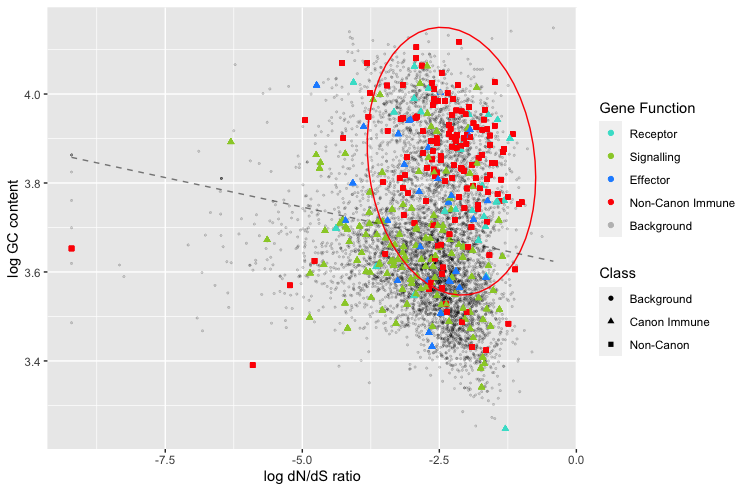 4.0
3.8
3.6
3.4
log GC content
-7.5
-5.0
-2.5
0.0
log dN/dS ratio
Gene Function
Receptor
Signalling
Effector
Non-Canon Immune
Background
Class
Background
Canon Immune
Non-Canon